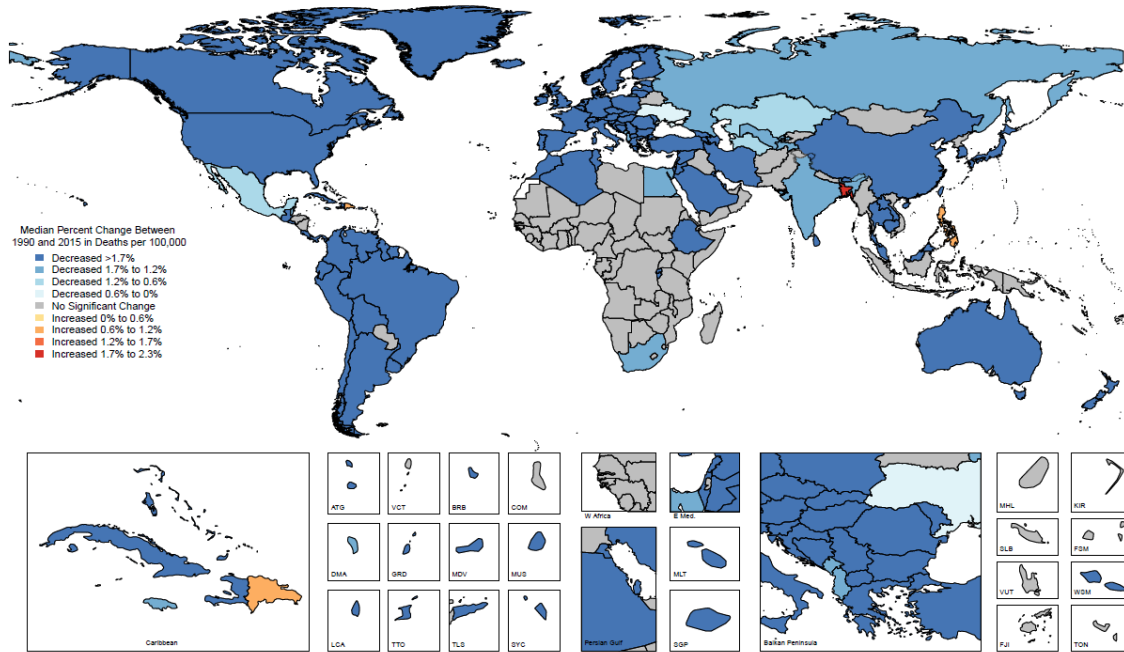 Median Percent Change Between
1990 and 2015 in Deaths per 100,000
Decreased >1.7%
Decreased 1.7% to 1.2%
Decreased 1.2% to 0.6%
Decreased 0.6% to 0%
No Significant Change
Increased 0% to 0.6%
Increased 0.6% to 1.2%
Increased 1.2% to 1.7%
Increased 1.7% to 2.3%
Caribbean
ATG
VCT
BRB
COM
DMA
GRD
MDV
MUS
LCA
TTO
TLS
SYC
W Africa
E Med.
Persian Gulf
MLT
SGP
Balkan Peninsula
MHL
KIR
SLB
FSM
VUT
WSM
FJI
TON